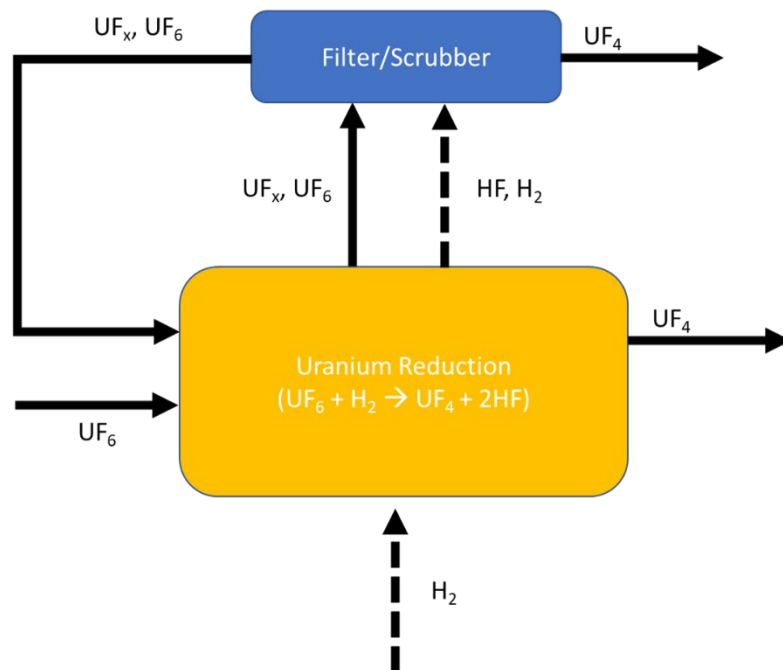 UFₓ, UF₆
Filter/Scrubber
UF₄
UFₓ, UF₆
HF, H₂
UF₄
Uranium Reduction
(UF₆ + H₂ → UF₄ + 2HF)
UF₆
H₂